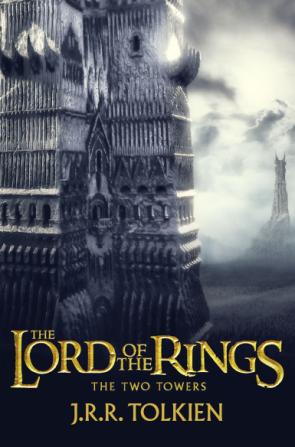 THE
LORD OF THE RINGS
THE TWO TOWERS
J.R.R. TOLKIEN